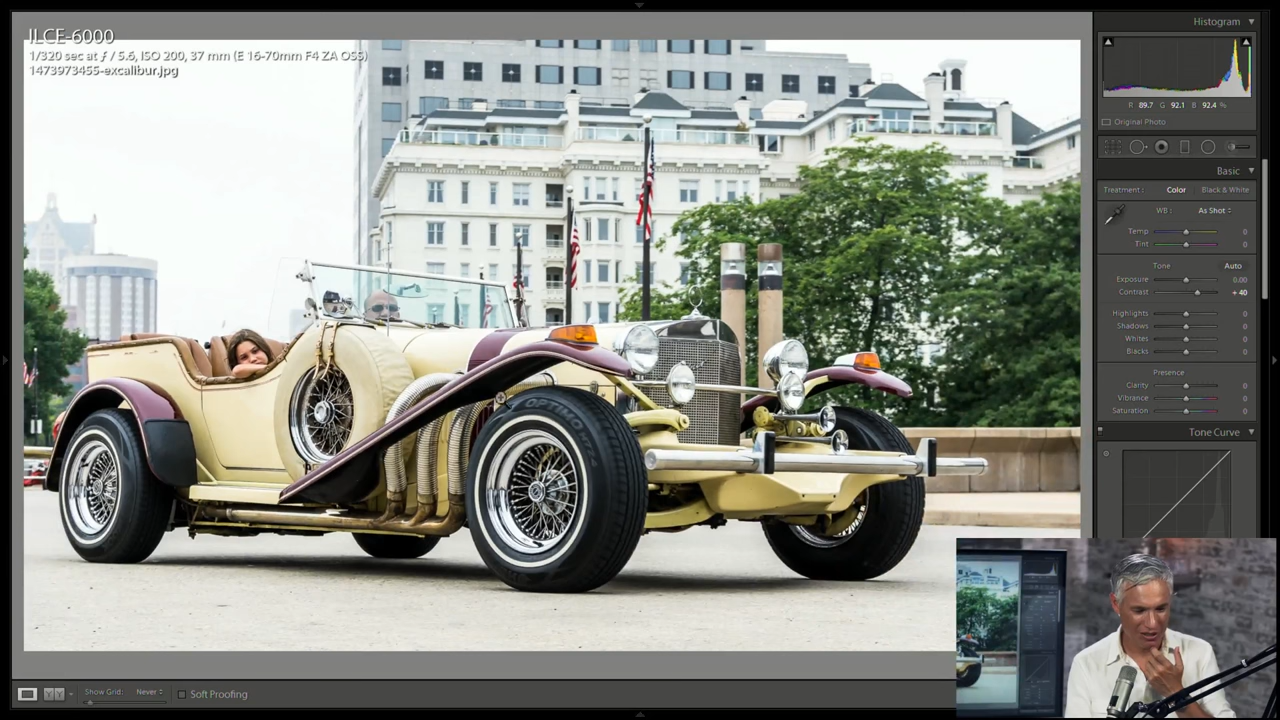 ILCE-6000
1/320 sec at ƒ / 5.6, ISO 200, 37 mm (E 16-70mm F4 ZA OSS)
1473973455-excalibur.jpg
Histogram
R 89.7 G 92.1 B 92.4 %
Original Photo
Basic
Treatment : Color Black & White
WB : As Shot
Temp 0
Tint 0
Tone Auto
Exposure 0.00
Contrast + 40
Highlights 0
Shadows 0
Whites 0
Blacks 0
Presence
Clarity 0
Vibrance 0
Saturation 0
Tone Curve
OPTIMO
Show Grid: Never
Soft Proofing